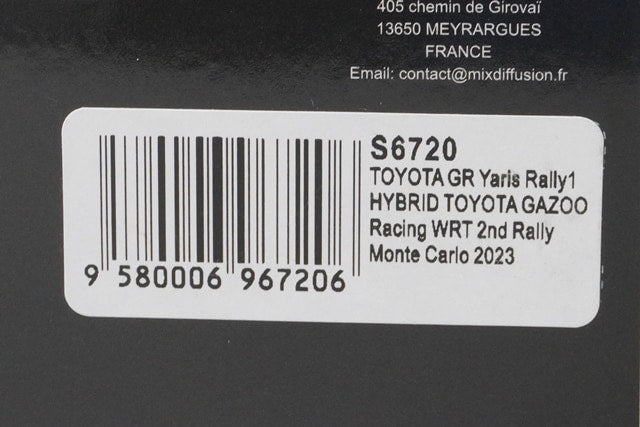 405 chemin de Girovaï
13650 MEYRARGUES
FRANCE
Email: contact@mixdiffusion.fr
S6720
TOYOTA GR Yaris Rally1
HYBRID TOYOTA GAZOO
Racing WRT 2nd Rally
Monte Carlo 2023
9 580006 967206